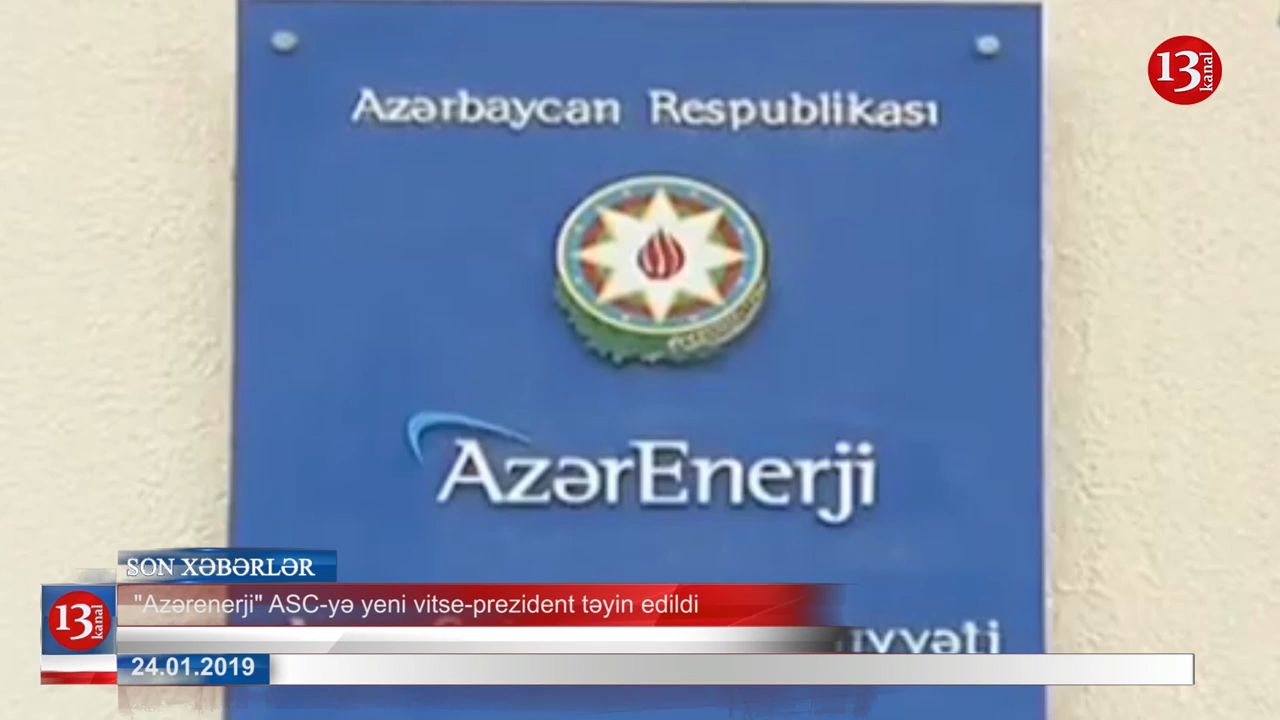 Azərbaycan Respublikası
13 kanal
AzərEnerji
SON XƏBƏRLƏR
"Azərenerji" ASC-yə yeni vitse-prezident təyin edildi
13 kanal
24.01.2019